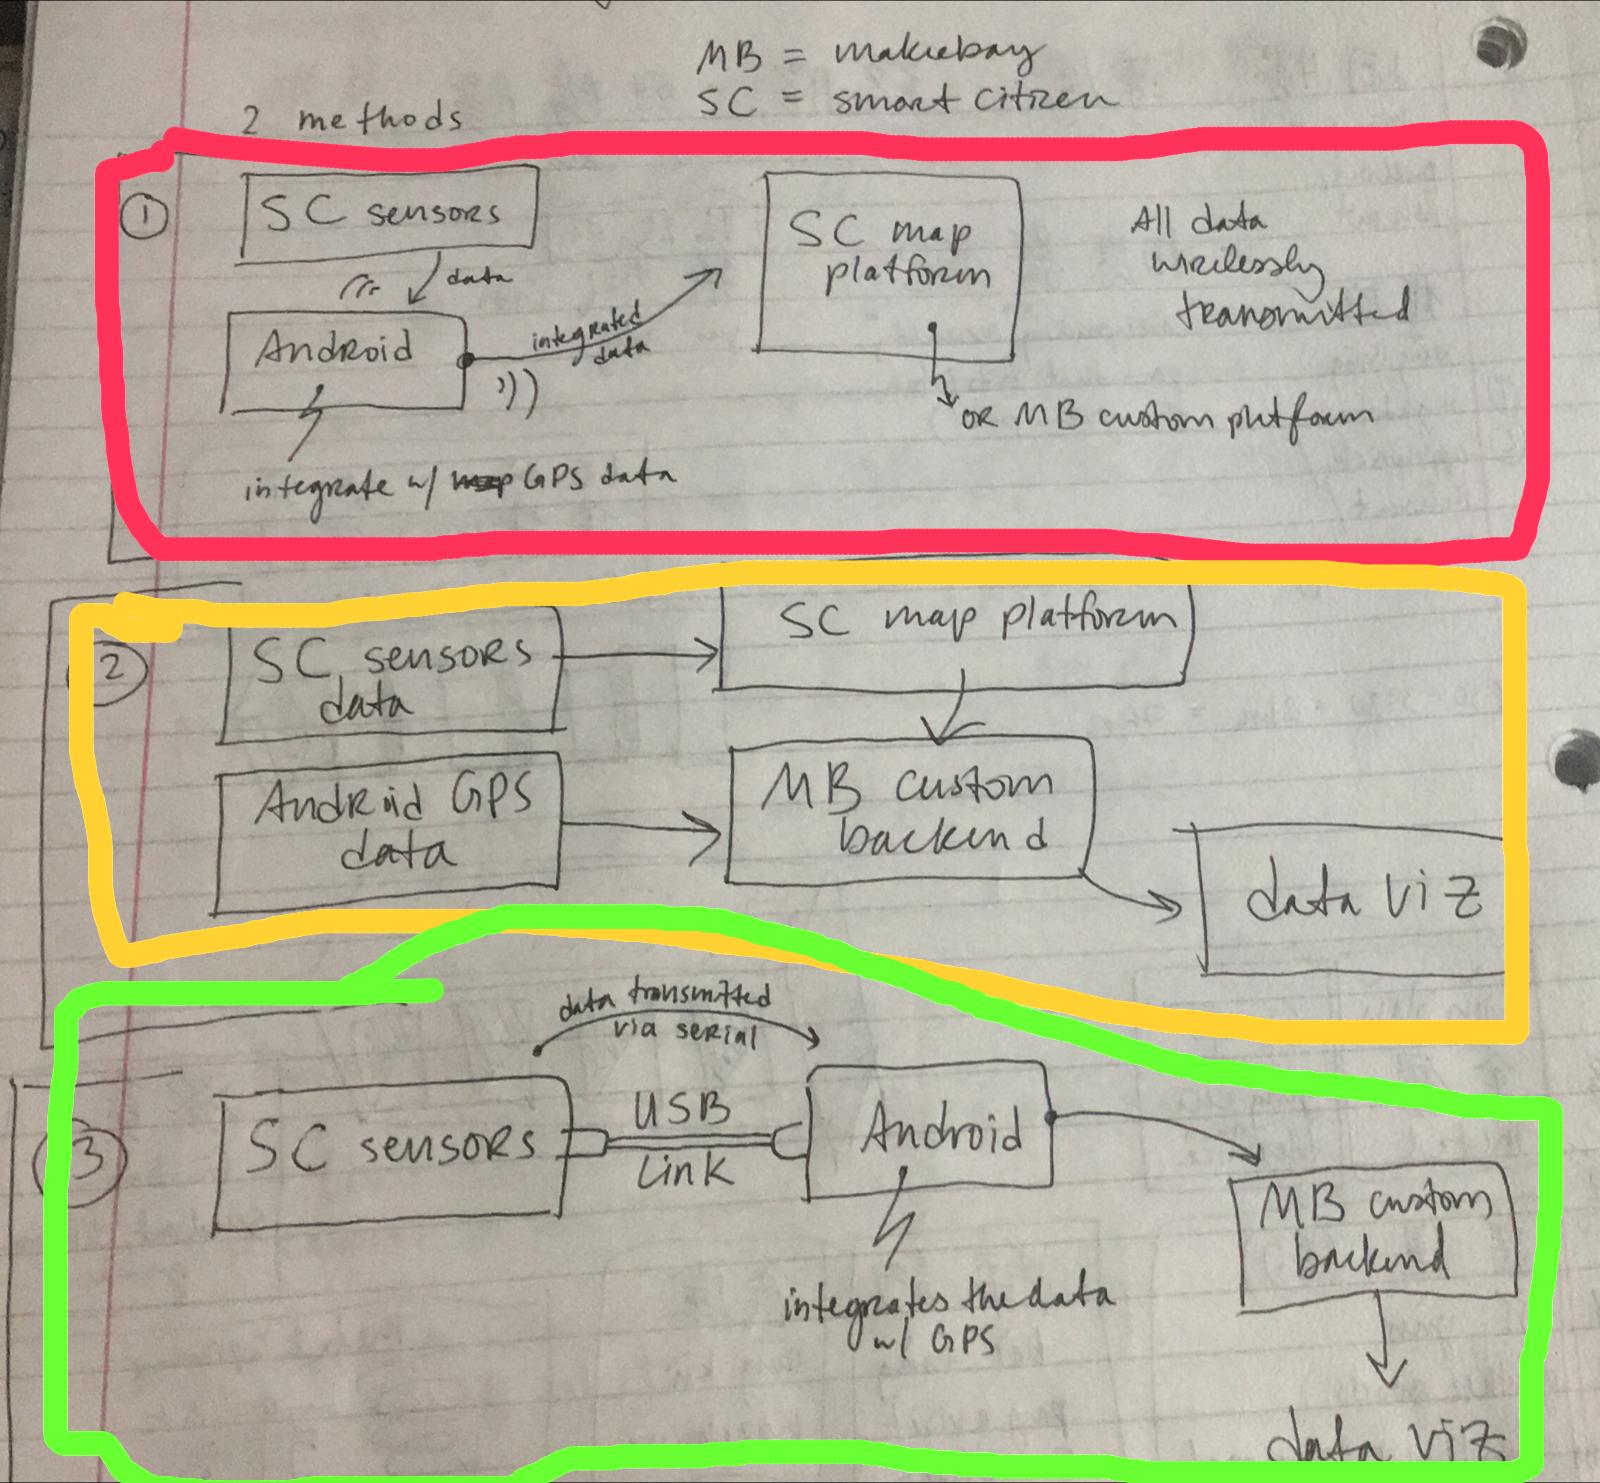 MB = makerbay
SC = smart citizen
2 methods
1
SC sensors
data
Android
integrated
data
integrate w/ GPS data
SC map
platform
or MB custom platform
All data
wirelessly
transmitted
2
SC sensors
data
SC map platform
Android GPS
data
MB custom
backend
data viz
data transmitted
via serial
3
SC sensors
USB
Link
Android
integrates the data
w/ GPS
MB custom
backend
data viz